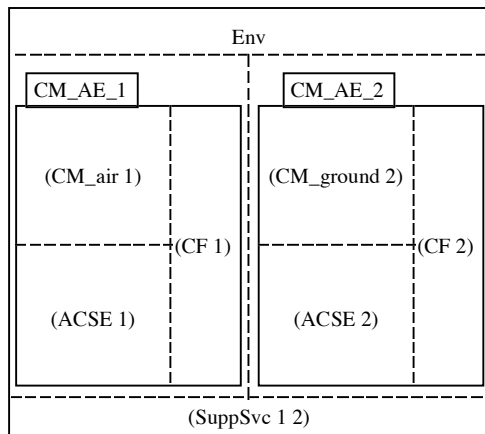 Env
CM_AE_1
CM_AE_2
(CM_air 1)
(CM_ground 2)
(CF 1)
(CF 2)
(ACSE 1)
(ACSE 2)
(SuppSvc 1 2)